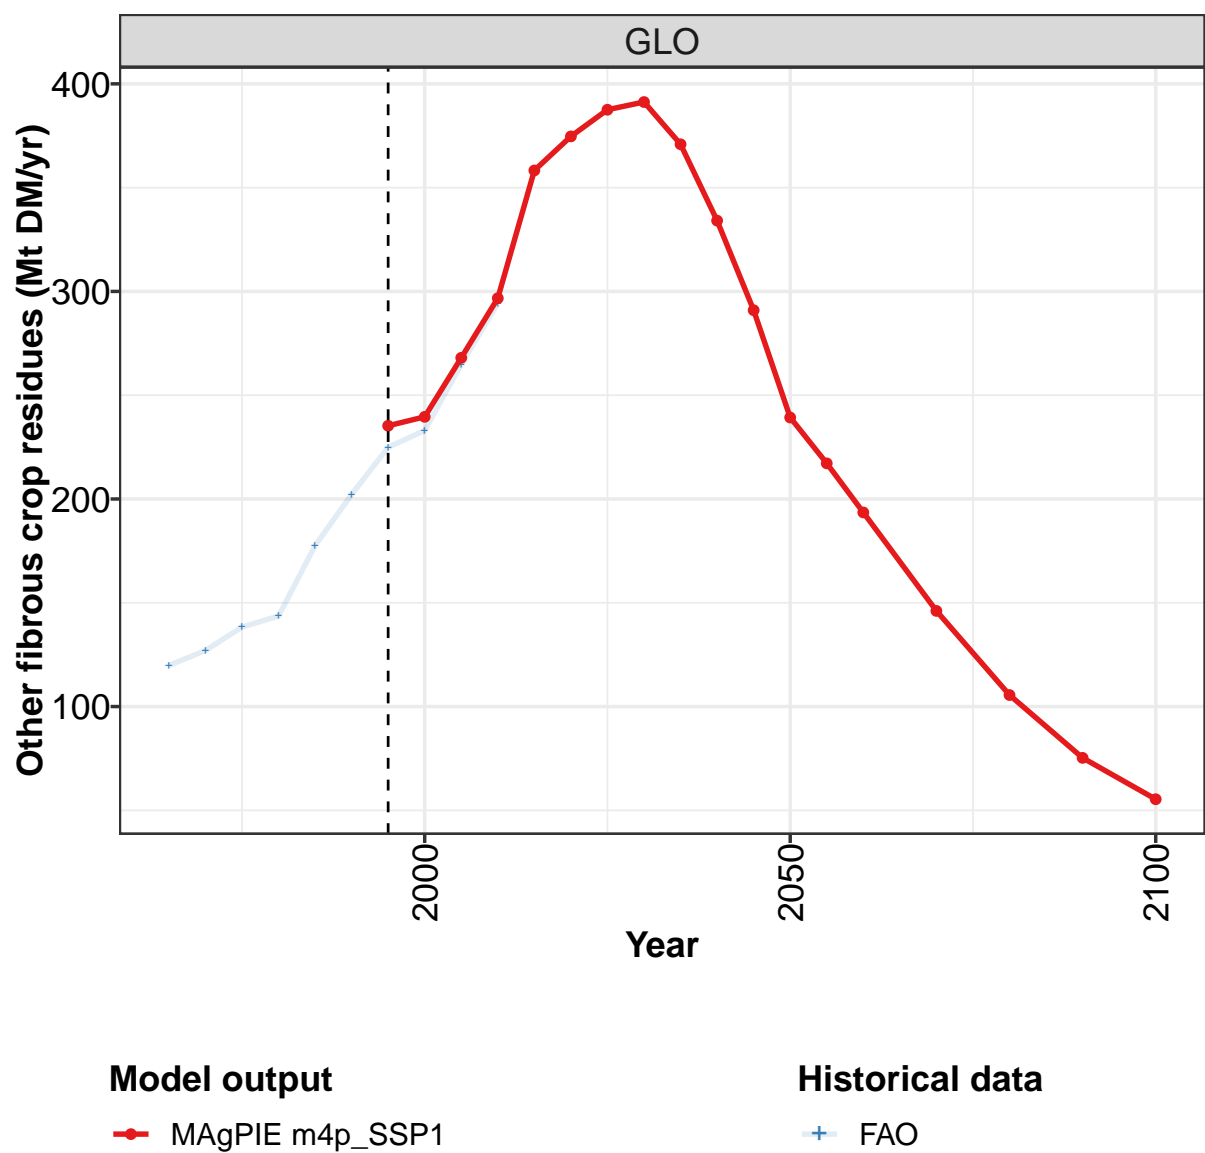 GLO
Other fibrous crop residues (Mt DM/yr)
400
300
200
100
2000
2050
2100
Year
Model output
MAgPIE m4p_SSP1
Historical data
FAO